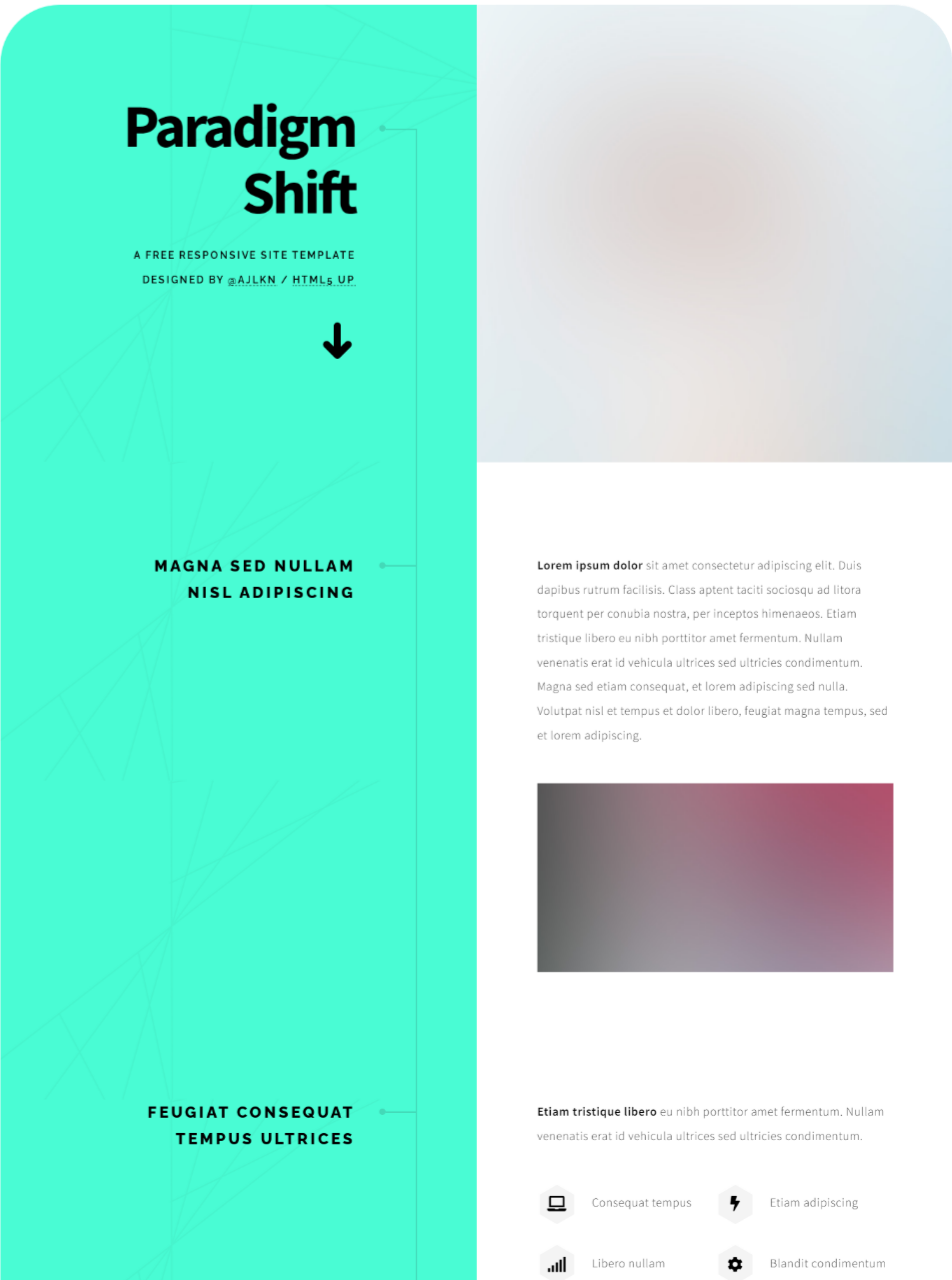 Paradigm
Shift
A FREE RESPONSIVE SITE TEMPLATE
DESIGNED BY @AJLKN / HTML5 UP
MAGNA SED NULLAM
NISL ADIPISCING
Lorem ipsum dolor sit amet consectetur adipiscing elit. Duis
dapibus rutrum facilisis. Class aptent taciti sociosqu ad litora
torquent per conubia nostra, per inceptos himenaeos. Etiam
tristique libero eu nibh porttitor amet fermentum. Nullam
venenatis erat id vehicula ultrices sed ultricies condimentum.
Magna sed etiam consequat, et lorem adipiscing sed nulla.
Volutpat nisl et tempus et dolor libero, feugiat magna tempus, sed
et lorem adipiscing.
FEUGIAT CONSEQUAT
TEMPUS ULTRICES
Etiam tristique libero eu nibh porttitor amet fermentum. Nullam
venenatis erat id vehicula ultrices sed ultricies condimentum.
Consequat tempus
Etiam adipiscing
Libero nullam
Blandit condimentum